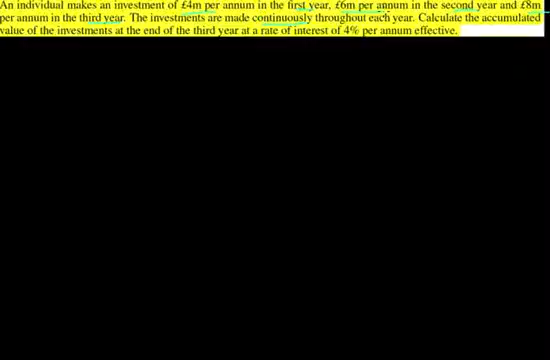 An individual makes an investment of £4m per annum in the first year, £6m per annum in the second year and £8m
per annum in the third year. The investments are made continuously throughout each year. Calculate the accumulated
value of the investments at the end of the third year at a rate of interest of 4% per annum effective.